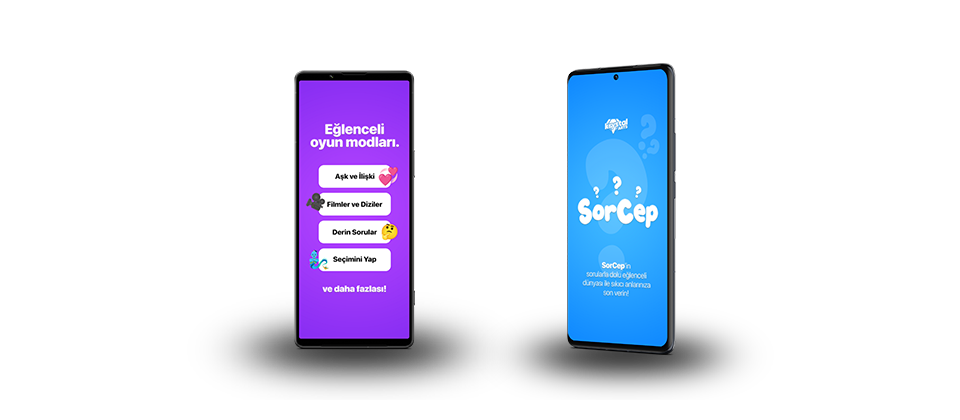 Eğlenceli
oyun modları.
Aşk ve İlişki
Filmler ve Diziler
Derin Sorular
Seçimini Yap
ve daha fazlası!
? ? ?
SorCep
SorCep'in
sorularla dolu eğlenceli
dünyası ile sıkıcı anlarınıza
son verin!